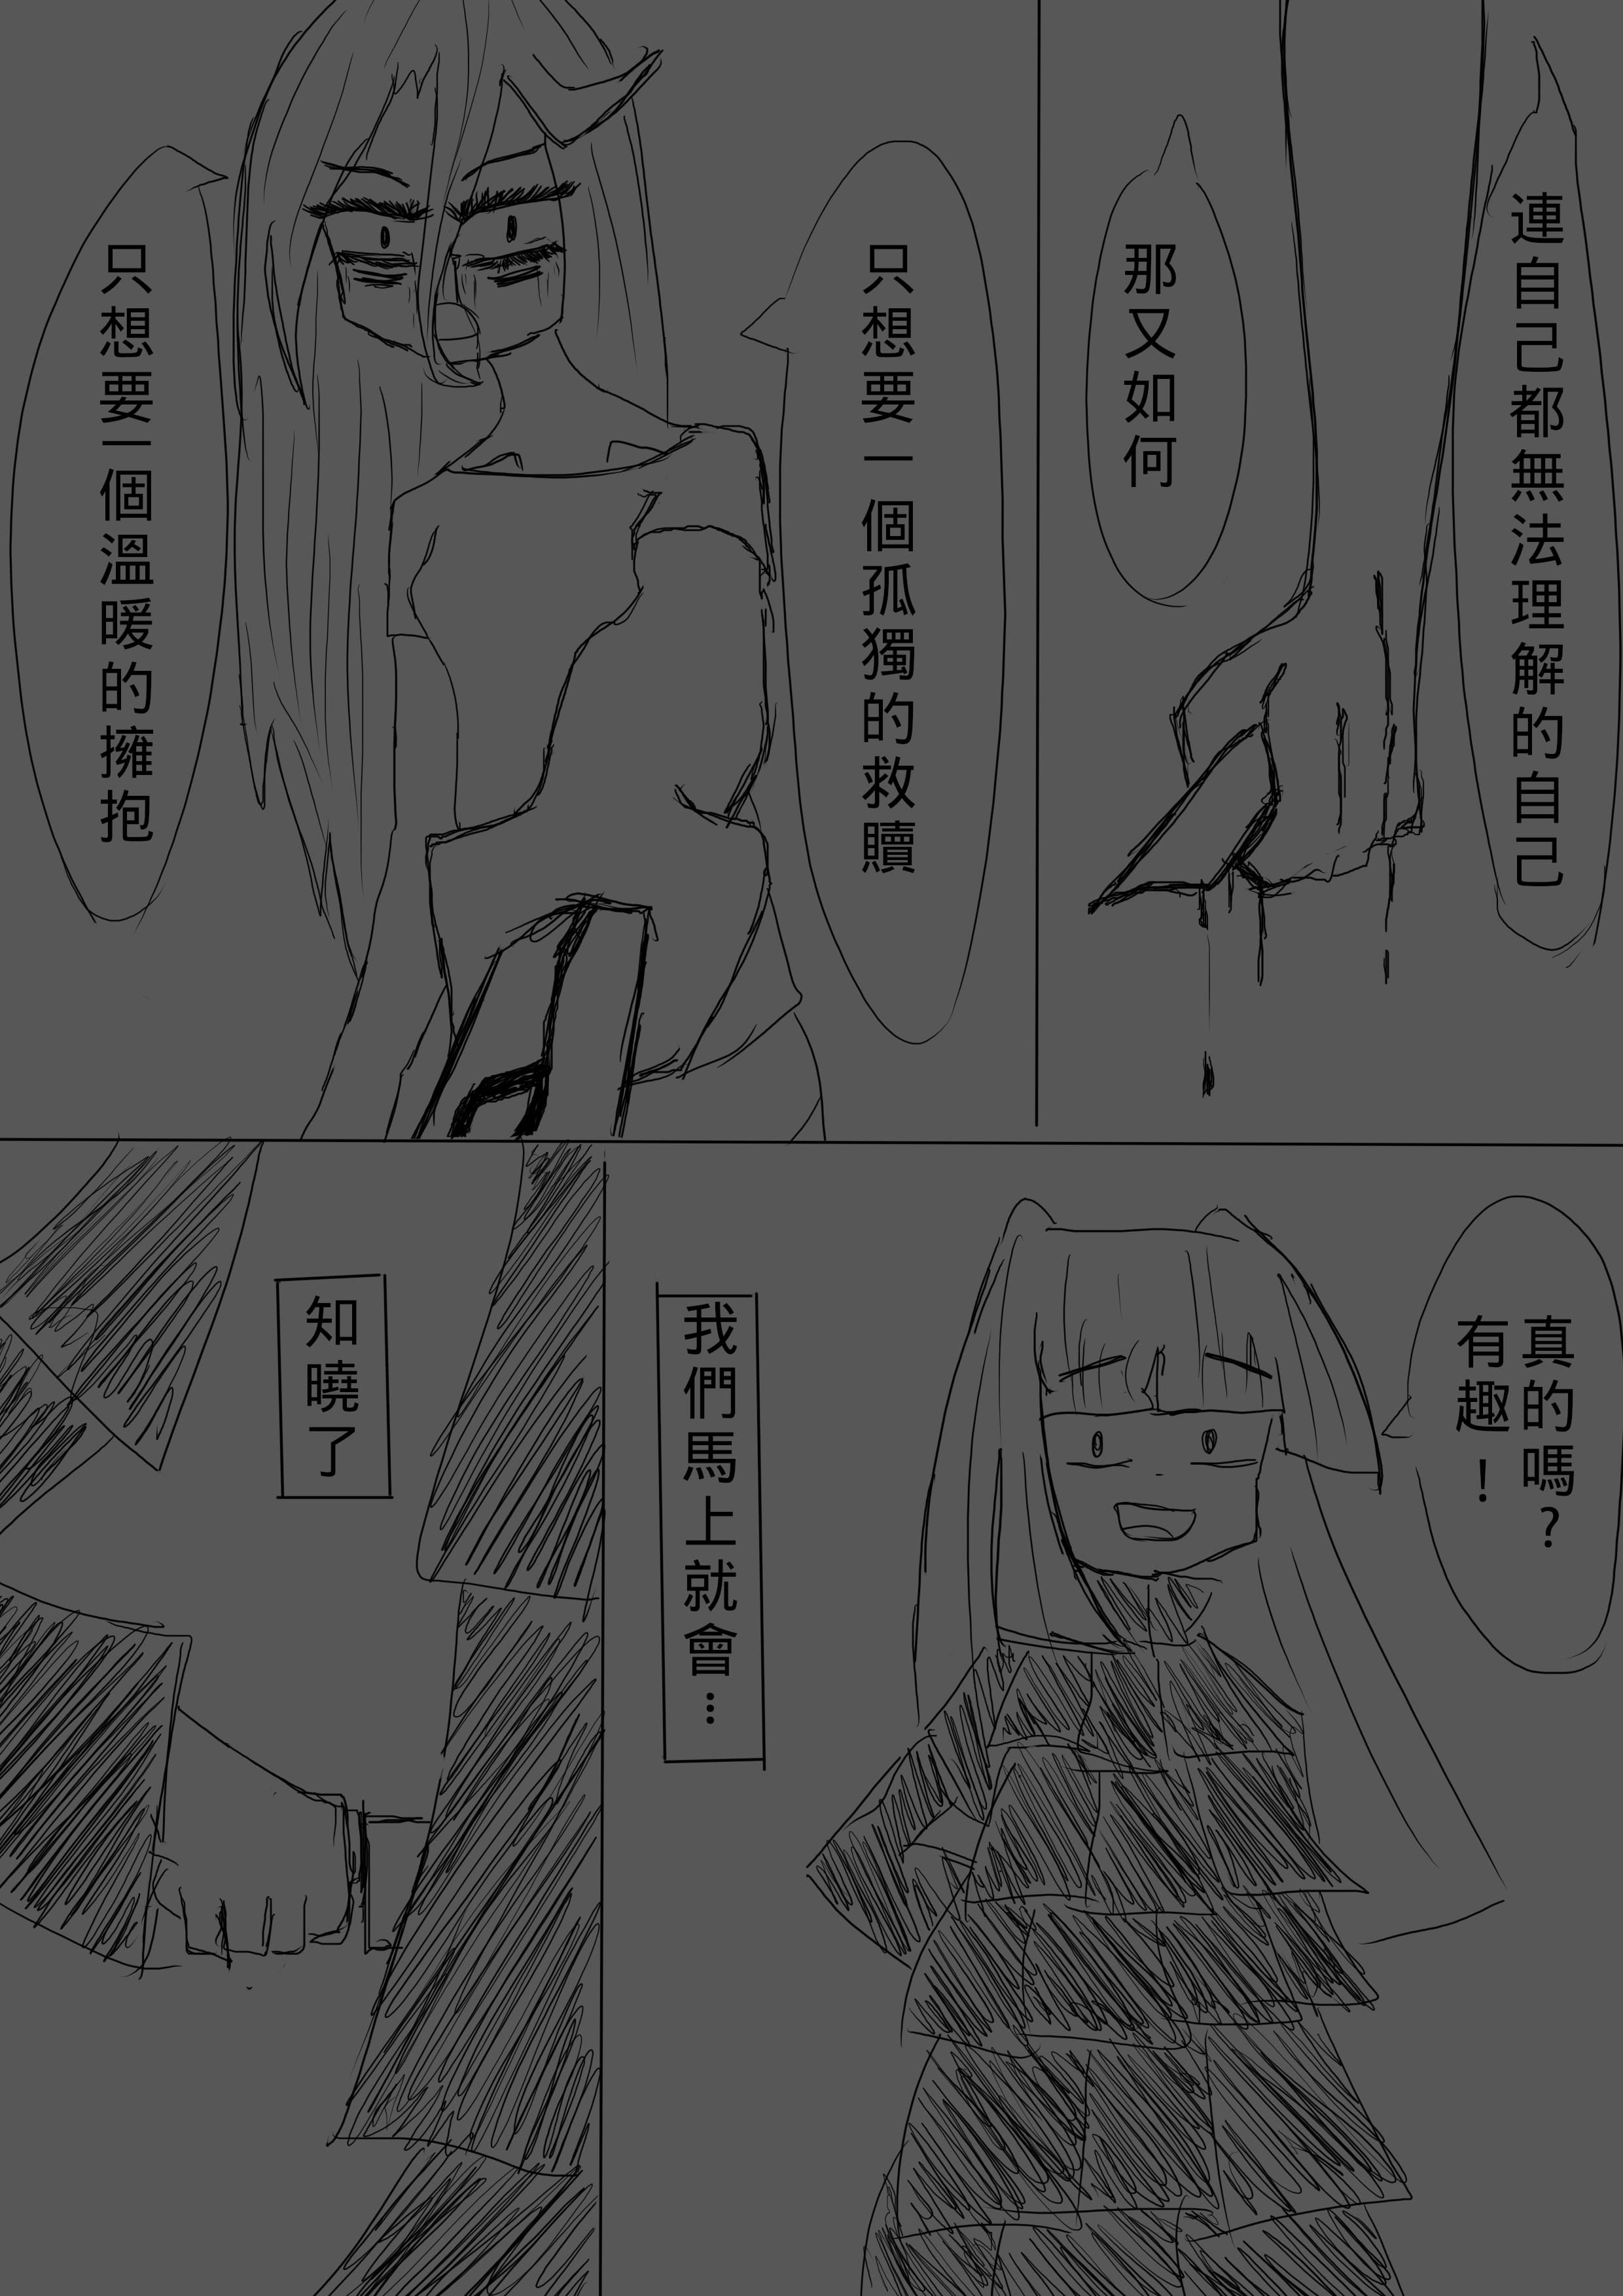 連自己都無法理解的自己
那又如何
只想要一個孤獨的救贖
只想要一個溫暖的擁抱
真的嗎？
有趣！
我們馬上就會…
知曉了